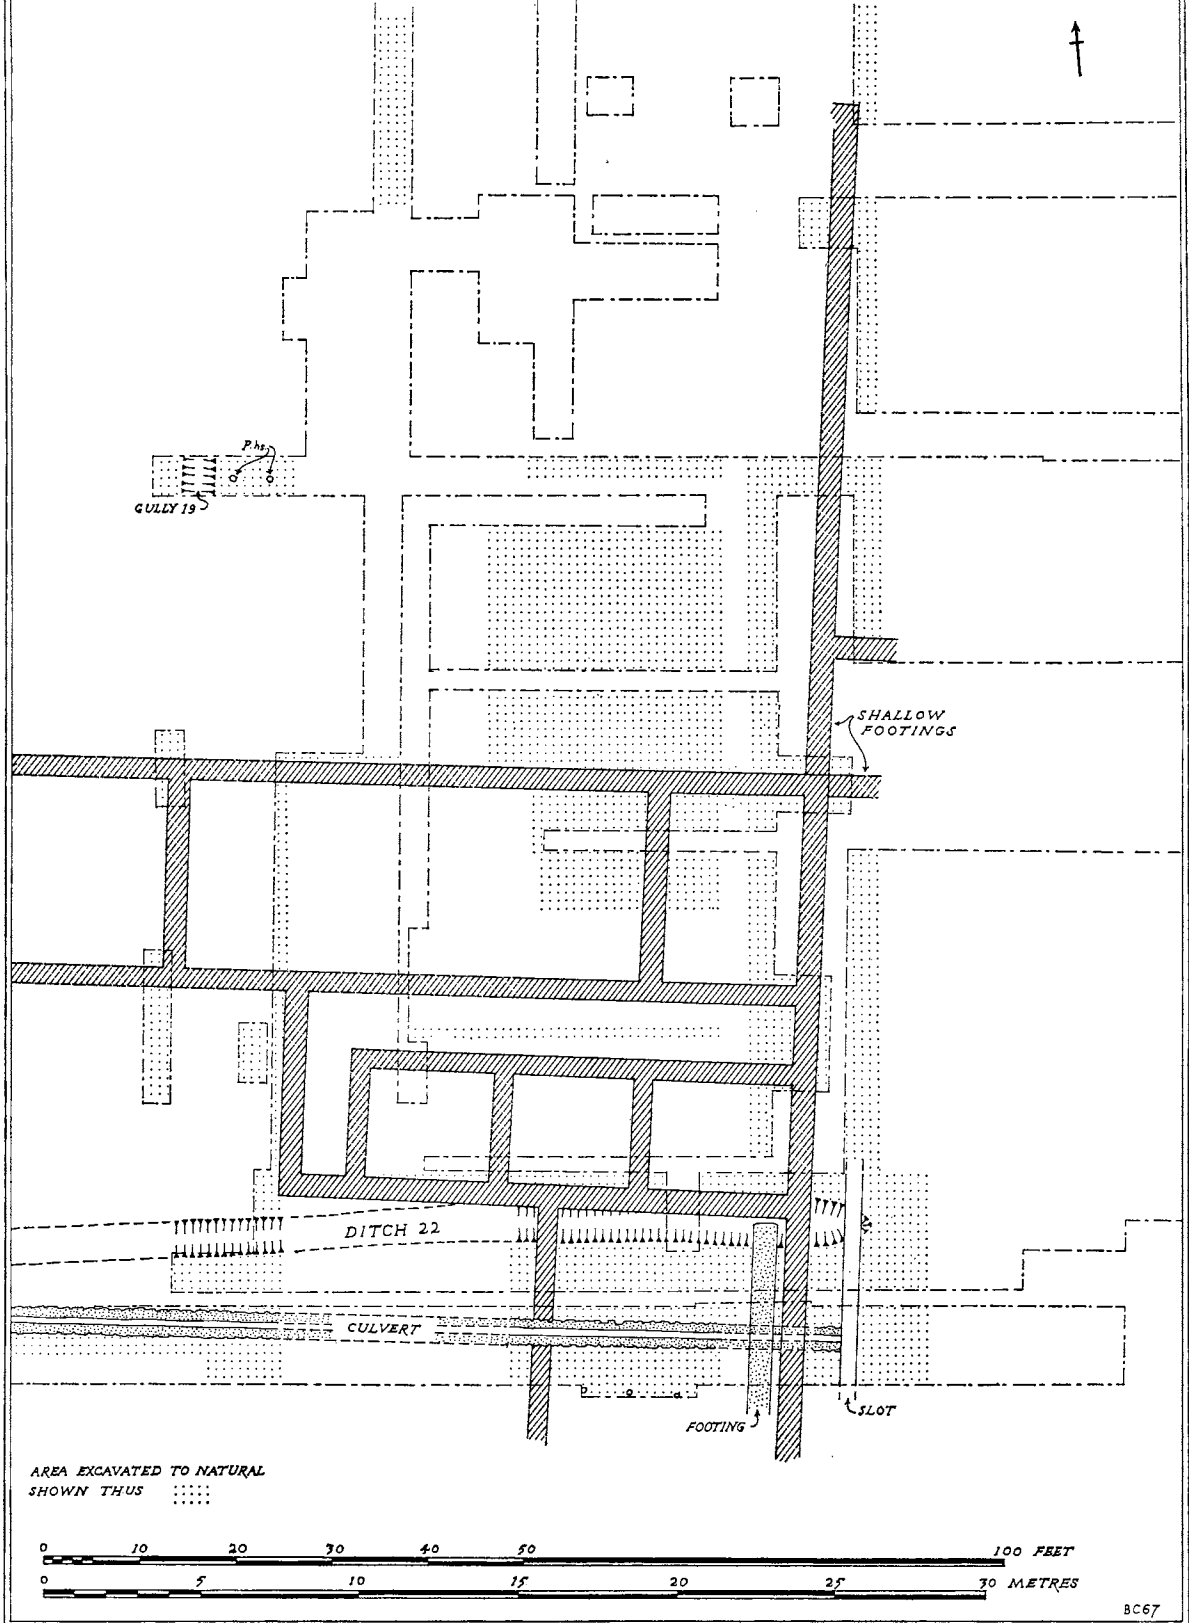 P.hs.
GULLY 19
SHALLOW
FOOTINGS
DITCH 22
CULVERT
FOOTING
SLOT
AREA EXCAVATED TO NATURAL
SHOWN THUS
0 10 20 30 40 50 100 FEET
0 5 10 15 20 25 30 METRES
BC67